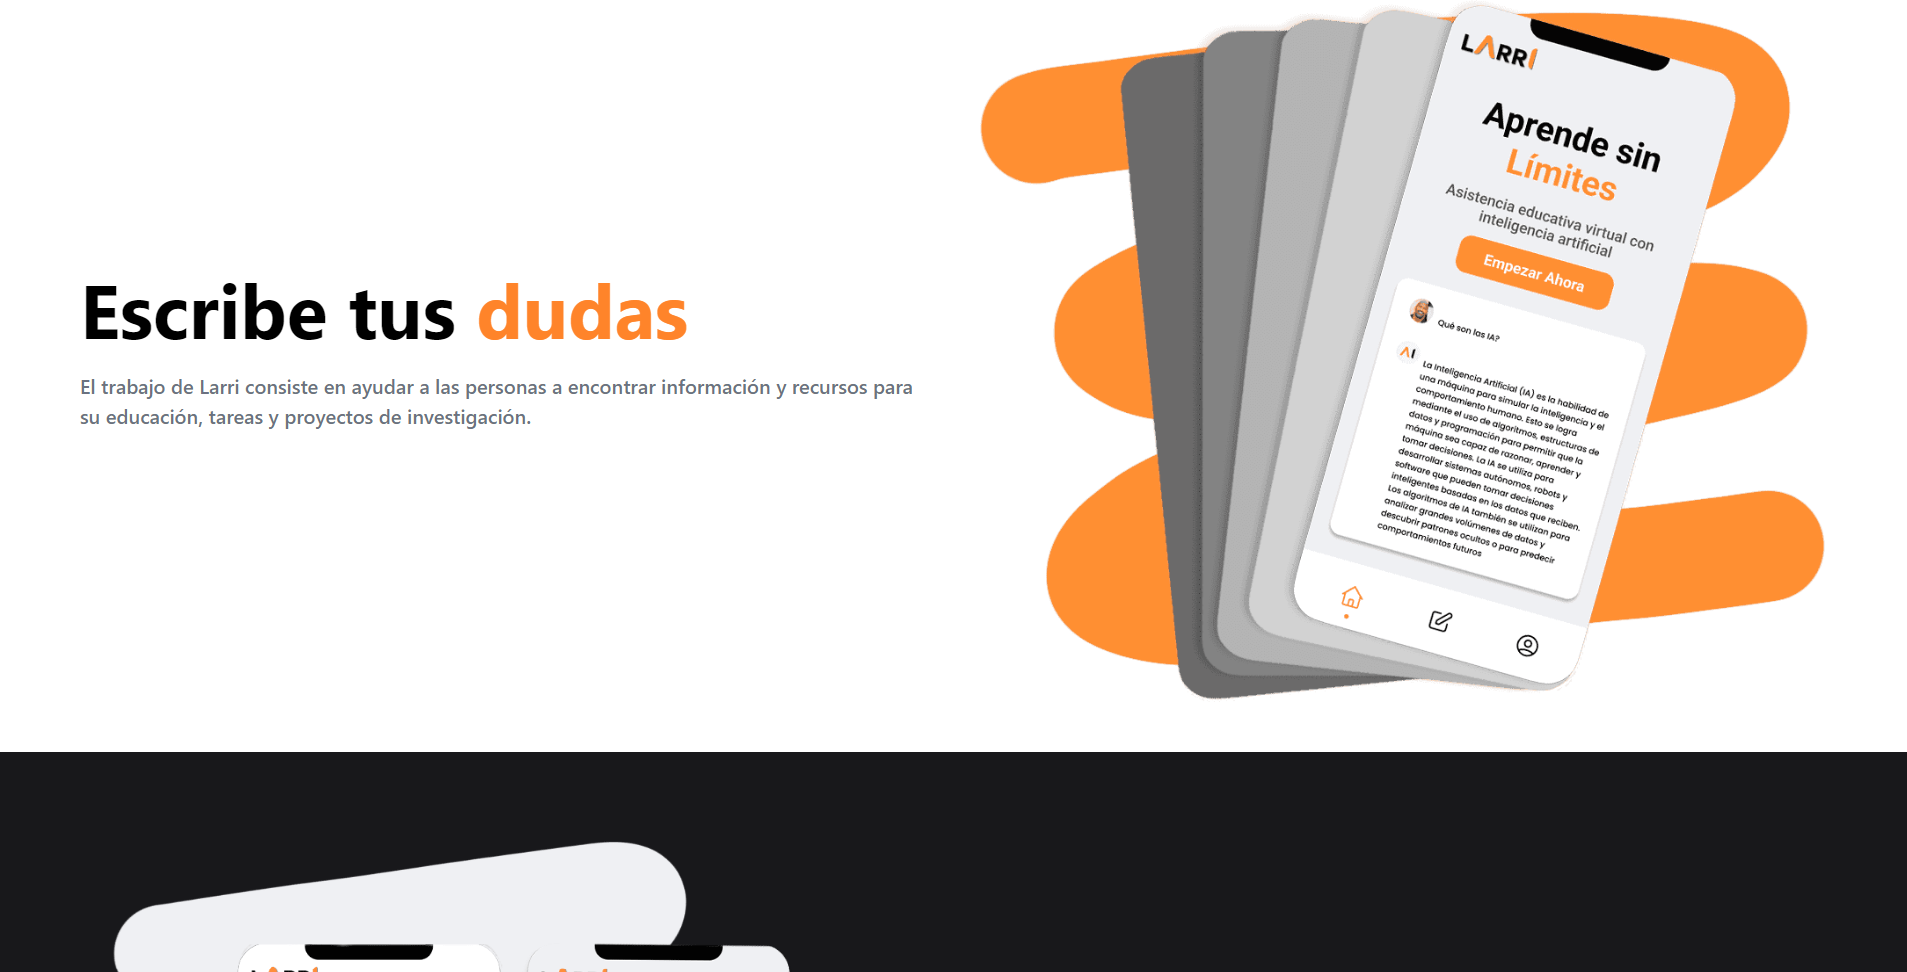 Escribe tus dudas
El trabajo de Larri consiste en ayudar a las personas a encontrar información y recursos para
su educación, tareas y proyectos de investigación.
LARRI
Aprende sin
Límites
Asistencia educativa virtual con
inteligencia artificial
Empezar Ahora
Qué son las IA?
AI
La Inteligencia Artificial (IA) es la habilidad de
una máquina para simular la inteligencia y el
comportamiento humano. Esto se logra
mediante el uso de algoritmos, estructuras de
datos y programación para permitir que la
máquina sea capaz de razonar, aprender y
tomar decisiones. La IA se utiliza para
desarrollar sistemas autónomos, robots y
software que pueden tomar decisiones
inteligentes basadas en los datos que reciben.
Los algoritmos de IA también se utilizan para
analizar grandes volúmenes de datos y
descubrir patrones ocultos o para predecir
comportamientos futuros
LARRI
LARRI